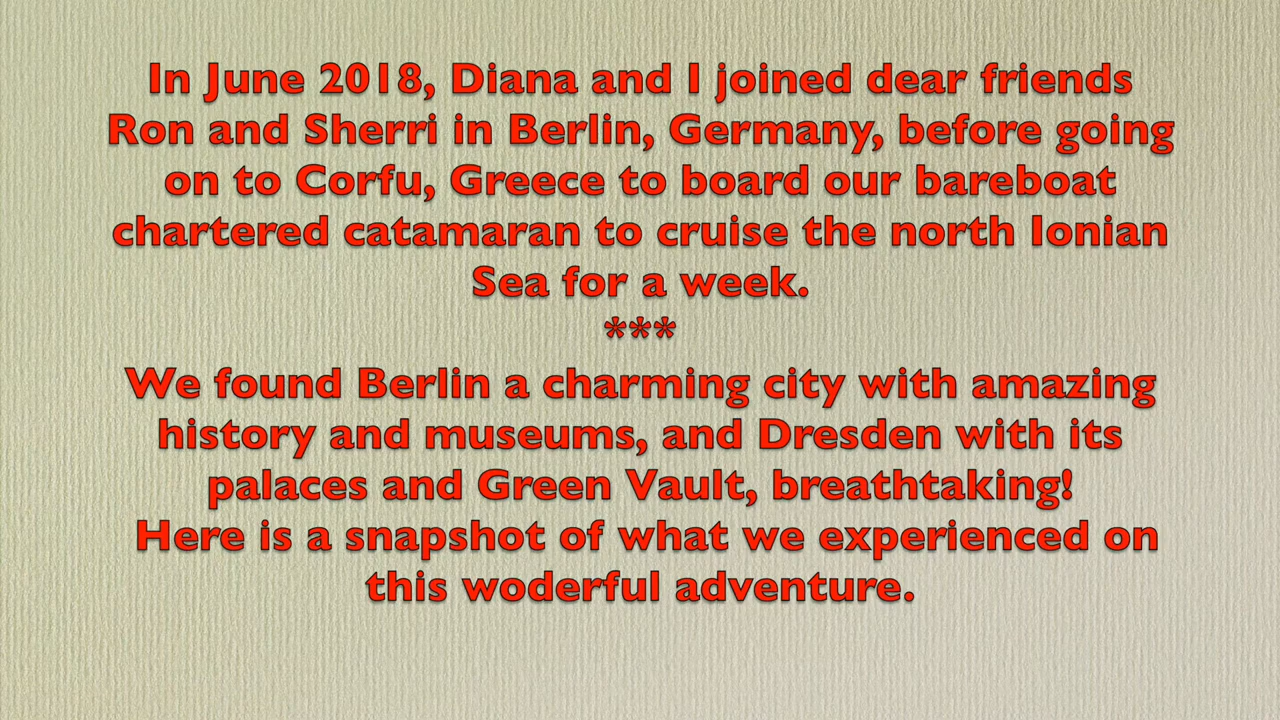 In June 2018, Diana and I joined dear friends
Ron and Sherri in Berlin, Germany, before going
on to Corfu, Greece to board our bareboat
chartered catamaran to cruise the north Ionian
Sea for a week.
***
We found Berlin a charming city with amazing
history and museums, and Dresden with its
palaces and Green Vault, breathtaking!
Here is a snapshot of what we experienced on
this woderful adventure.